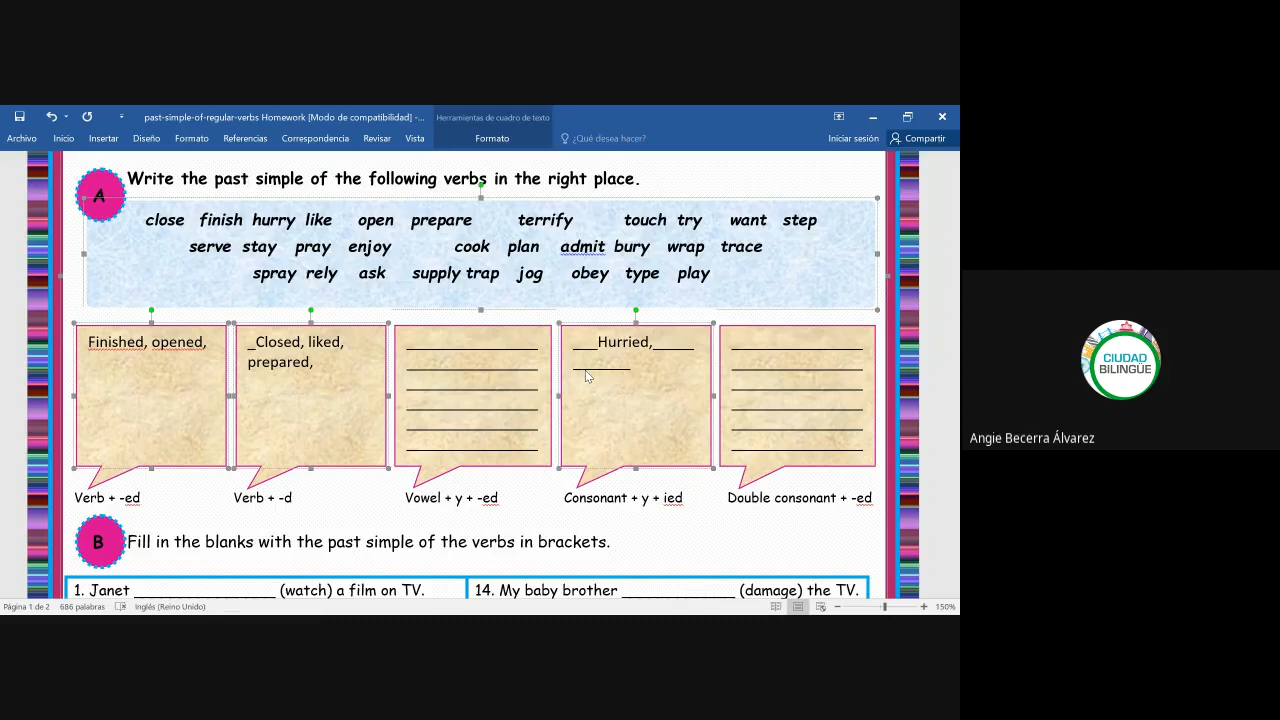 past-simple-of-regular-verbs Homework [Modo de compatibilidad] -...
Herramientas de cuadro de texto
Archivo Inicio Insertar Diseño Formato Referencias Correspondencia Revisar Vista Formato ¿Qué desea hacer? Iniciar sesión Compartir
A Write the past simple of the following verbs in the right place.
close finish hurry like open prepare terrify touch try want step
serve stay pray enjoy cook plan admit bury wrap trace
spray rely ask supply trap jog obey type play
Finished, opened,
_Closed, liked,
prepared,
___Hurried,_____
_______
Verb + -ed
Verb + -d
Vowel + y + -ed
Consonant + y + ied
Double consonant + -ed
B Fill in the blanks with the past simple of the verbs in brackets.
1. Janet ________________ (watch) a film on TV.
14. My baby brother _____________ (damage) the TV.
Página 1 de 2 686 palabras Inglés (Reino Unido) 150%
CIUDAD
BILINGÜE
Angie Becerra Álvarez